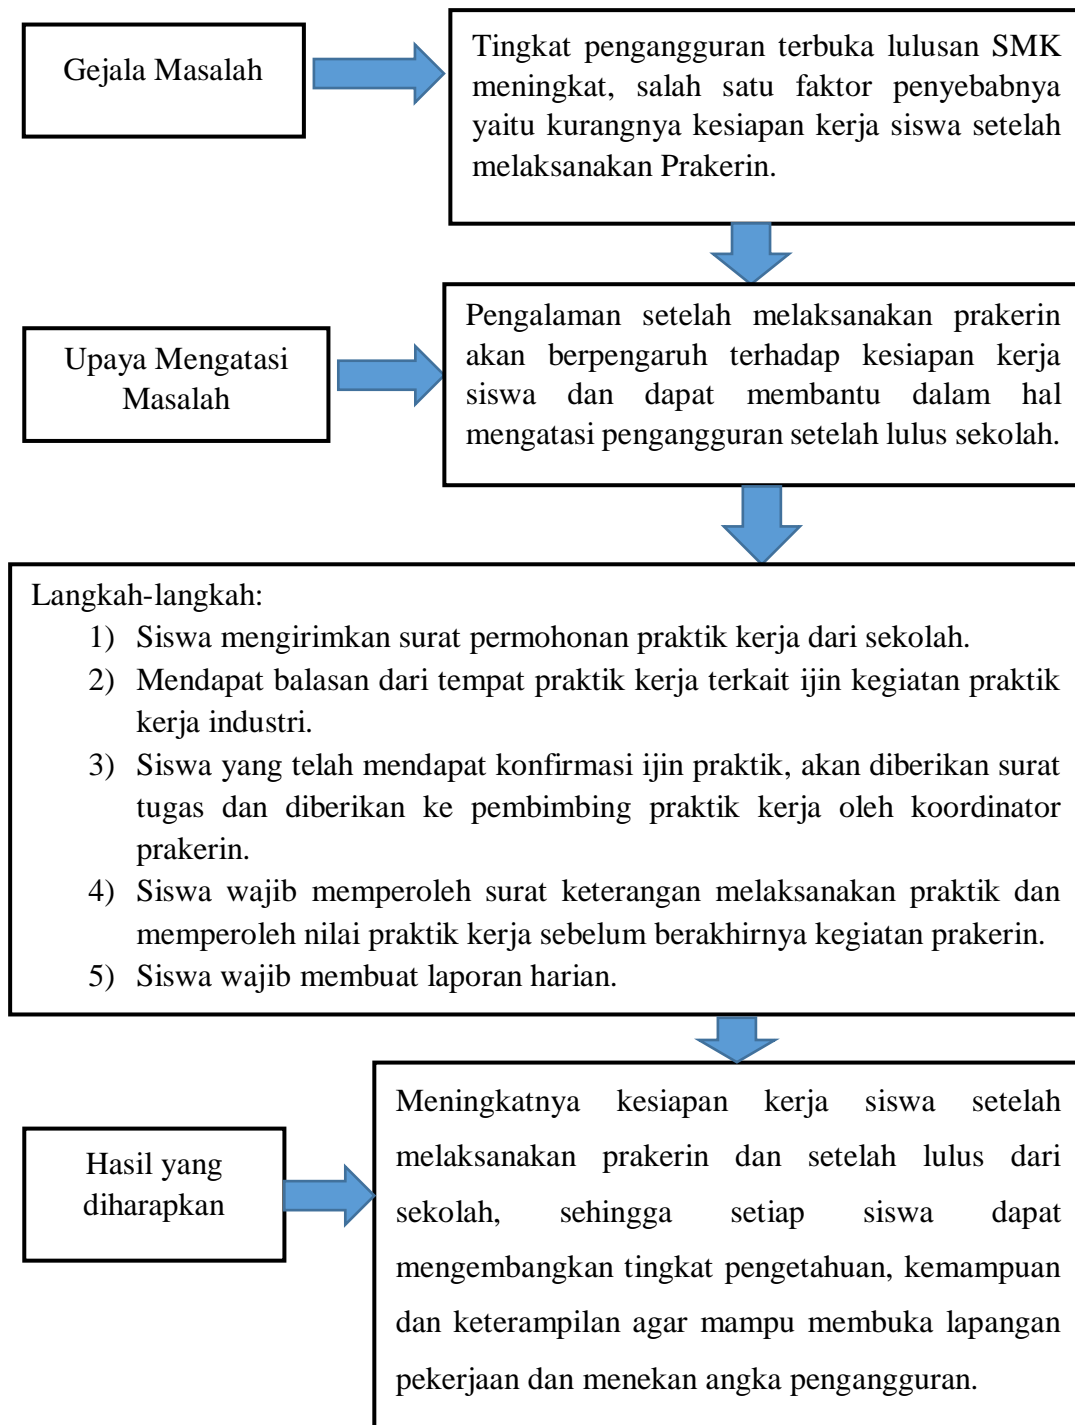 Gejala Masalah
Tingkat pengangguran terbuka lulusan SMK
meningkat, salah satu faktor penyebabnya
yaitu kurangnya kesiapan kerja siswa setelah
melaksanakan Prakerin.
Upaya Mengatasi
Masalah
Pengalaman setelah melaksanakan prakerin
akan berpengaruh terhadap kesiapan kerja
siswa dan dapat membantu dalam hal
mengatasi pengangguran setelah lulus sekolah.
Langkah-langkah:
1) Siswa mengirimkan surat permohonan praktik kerja dari sekolah.
2) Mendapat balasan dari tempat praktik kerja terkait ijin kegiatan praktik
kerja industri.
3) Siswa yang telah mendapat konfirmasi ijin praktik, akan diberikan surat
tugas dan diberikan ke pembimbing praktik kerja oleh koordinator
prakerin.
4) Siswa wajib memperoleh surat keterangan melaksanakan praktik dan
memperoleh nilai praktik kerja sebelum berakhirnya kegiatan prakerin.
5) Siswa wajib membuat laporan harian.
Hasil yang
diharapkan
Meningkatnya kesiapan kerja siswa setelah
melaksanakan prakerin dan setelah lulus dari
sekolah, sehingga setiap siswa dapat
mengembangkan tingkat pengetahuan, kemampuan
dan keterampilan agar mampu membuka lapangan
pekerjaan dan menekan angka pengangguran.